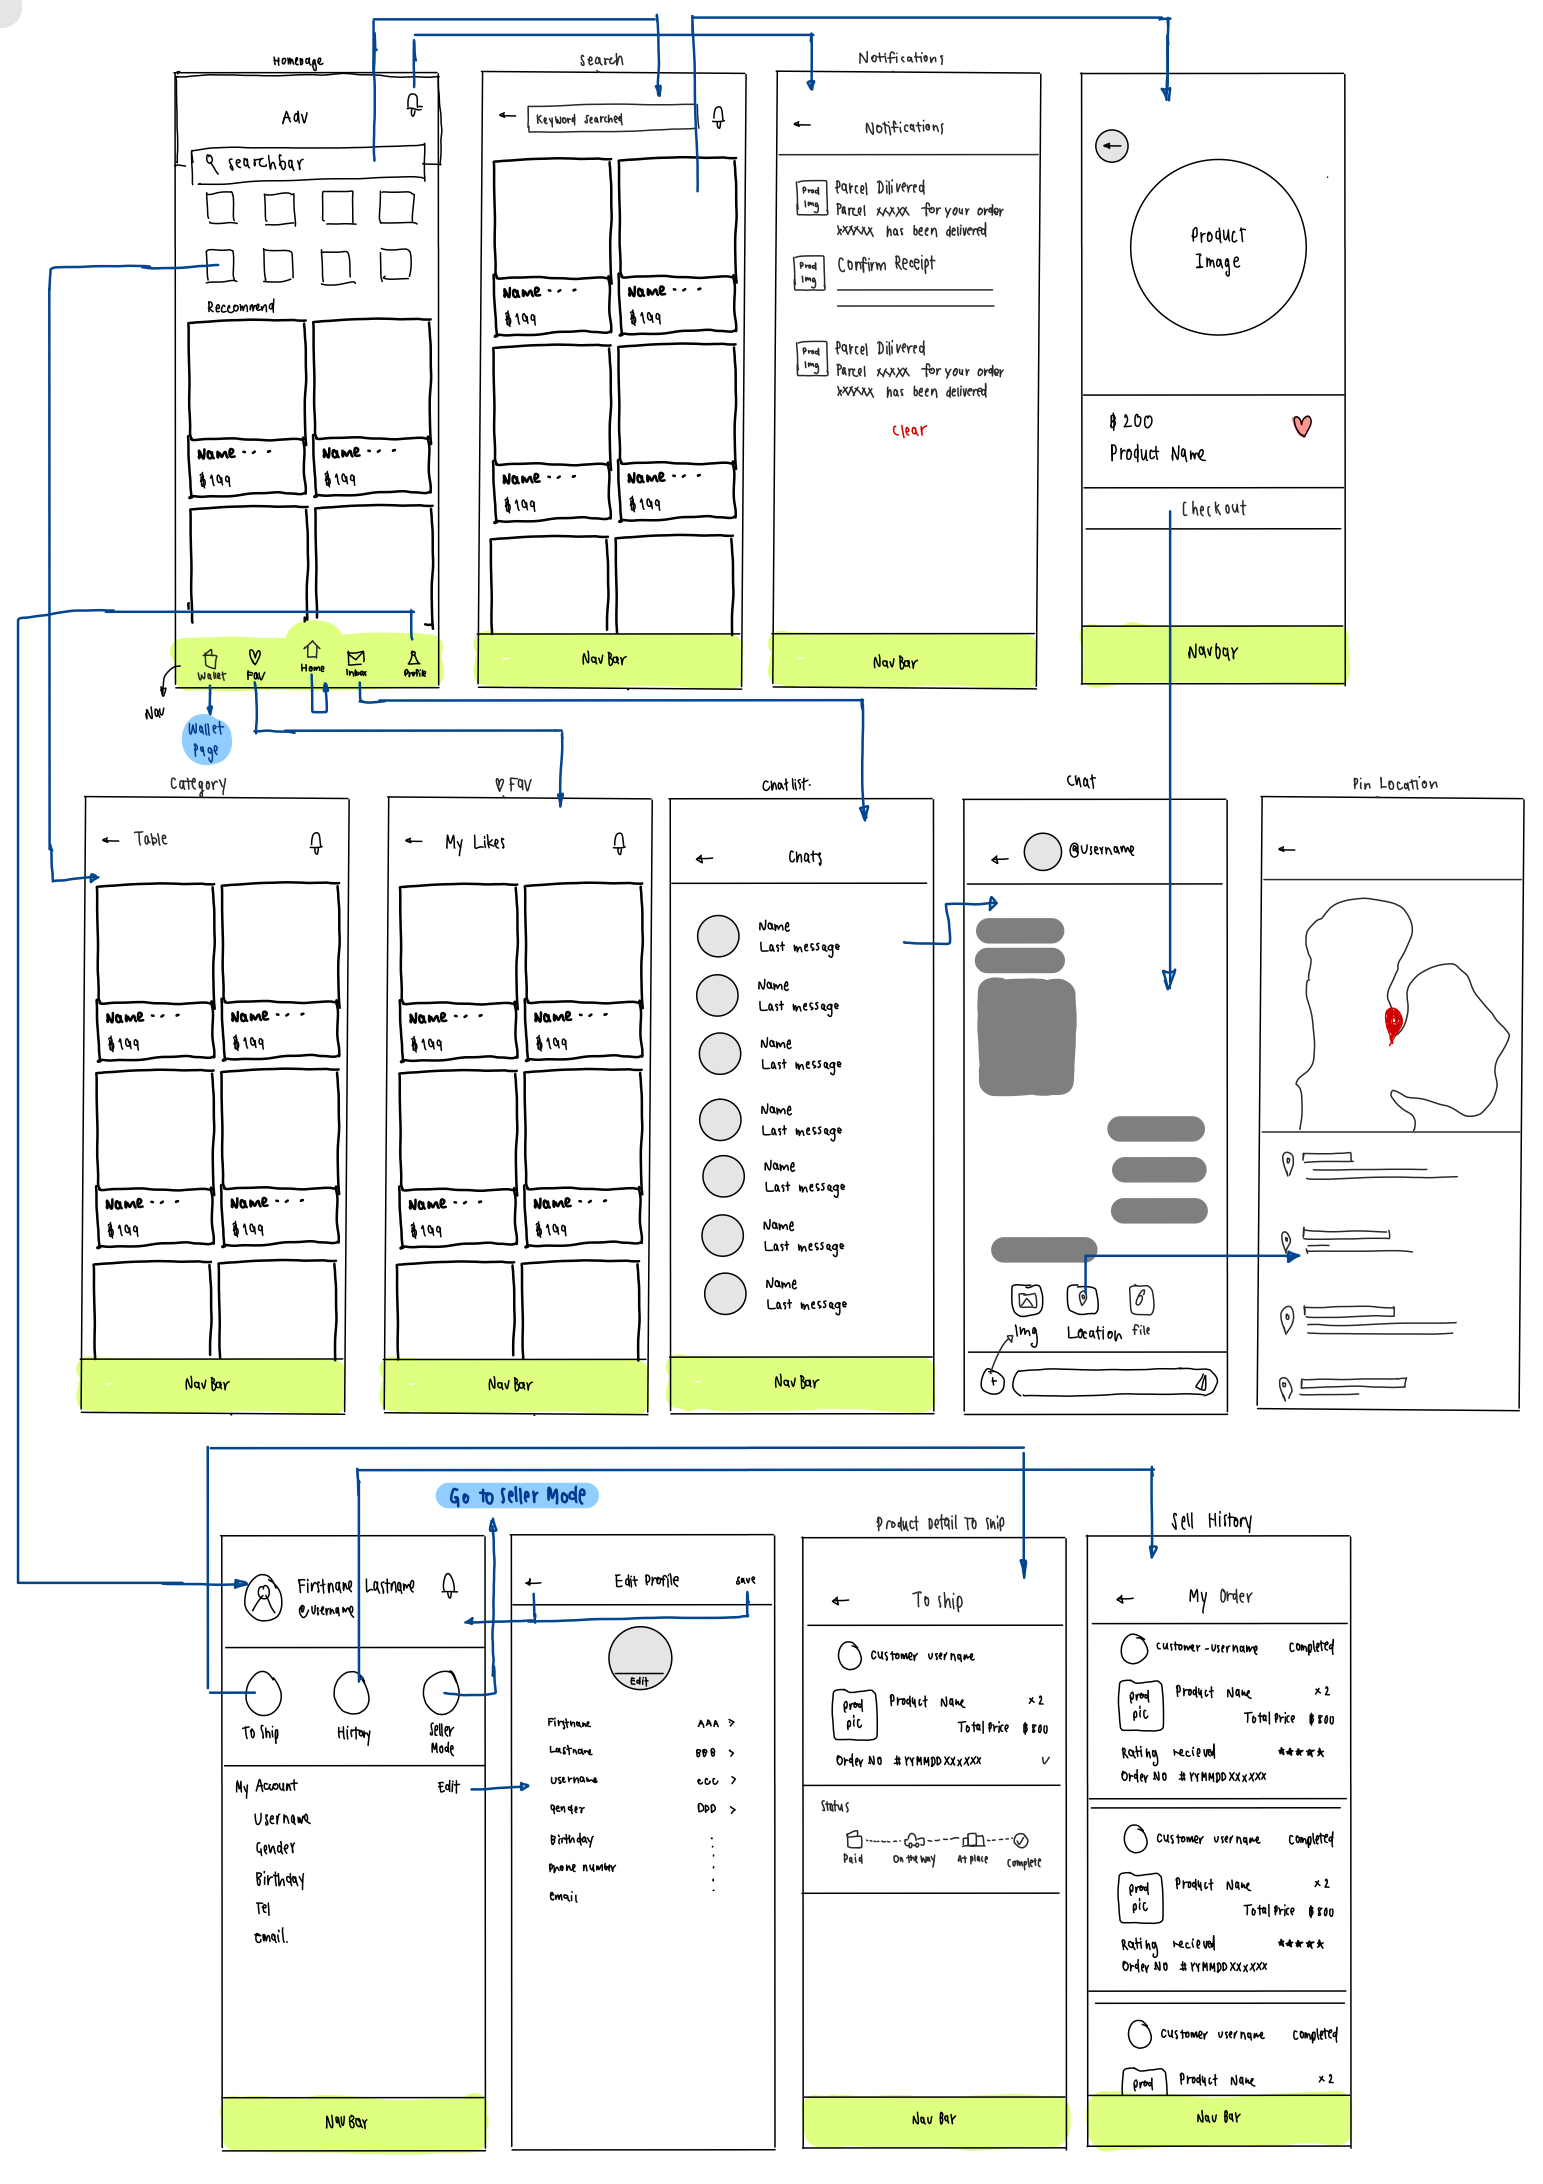 Homepage
Adv
searchbar
Reccommend
Name
Name
฿199
฿199
Wallet
FAV
Home
Inbox
Profile
Nav
Wallet
Page
Search
Keyword Searched
Name
Name
฿199
฿199
Name
Name
฿199
฿199
Nav Bar
Notifications
Notifications
Prod
Img
Parcel Dilivered
Parcel xxxxx for your order
xxxxx has been delivered
Prod
Img
Confirm Receipt
Prod
Img
Parcel Dilivered
Parcel xxxxx for your order
xxxxx has been delivered
Clear
Nav Bar
Product
Image
฿ 200
Product Name
Checkout
Navbar
Category
Table
Name
Name
฿199
฿199
Name
Name
฿199
฿199
Nav Bar
FAV
My Likes
Name
Name
฿199
฿199
Name
Name
฿199
฿199
Nav Bar
Chatlist
Chats
Name
Last message
Name
Last message
Name
Last message
Name
Last message
Name
Last message
Name
Last message
Name
Last message
Nav Bar
Chat
@Username
Img
Location
file
+
Pin Location
Go to Seller Mode
Firstname Lastname
@Username
To Ship
History
Seller
Mode
My Account
Edit
Username
Gender
Birthday
Tel
email.
Nav Bar
Edit Profile
save
Edit
Firstname AAA >
Lastname BBB >
Username CCC >
gender DDD >
Birthday
Phone number
email
Product Detail To Ship
To ship
Customer username
prod
pic
Product Name x2
Total Price ฿800
Order NO #YYMMDDXXXXXX
Status
Paid
On the way
At place
Complete
Nav Bar
Sell History
My Order
Customer-username Completed
prod
pic
Product Name x2
Total Price ฿800
Rating recieved ★★★★★
Order NO #YYMMDDXXXXXX
Customer username Completed
prod
pic
Product Name x2
Total Price ฿800
Rating recieved ★★★★★
Order NO #YYMMDDXXXXXX
Customer username Completed
prod
Product Name x2
Nav Bar